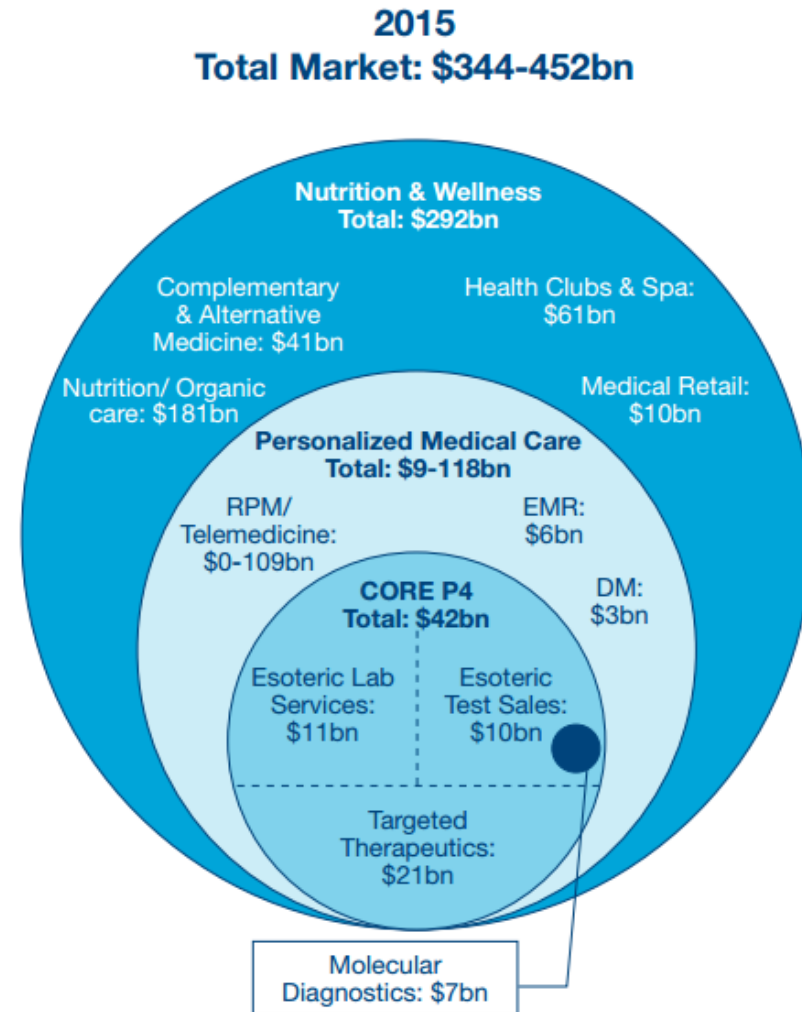 2015
Total Market: $344-452bn
Nutrition & Wellness
Total: $292bn
Complementary
& Alternative
Medicine: $41bn
Health Clubs & Spa:
$61bn
Nutrition/ Organic
care: $181bn
Medical Retail:
$10bn
Personalized Medical Care
Total: $9-118bn
RPM/
Telemedicine:
$0-109bn
EMR:
$6bn
DM:
$3bn
CORE P4
Total: $42bn
Esoteric Lab
Services:
$11bn
Esoteric
Test Sales:
$10bn
Targeted
Therapeutics:
$21bn
Molecular
Diagnostics: $7bn